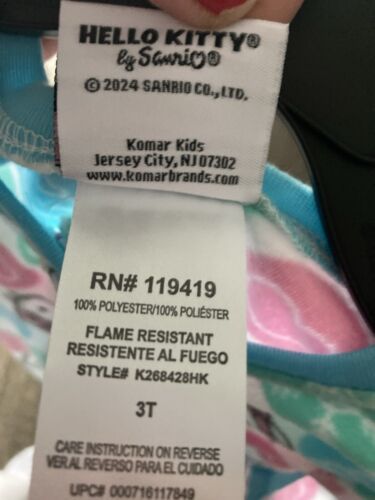 HELLO KITTY®
by Sanrio®
© 2024 SANRIO CO., LTD.
Komar Kids
Jersey City, NJ 07302
www.komarbrands.com
RN# 119419
100% POLYESTER/100% POLIÉSTER
FLAME RESISTANT
RESISTENTE AL FUEGO
STYLE# K268428HK
3T
CARE INSTRUCTION ON REVERSE
VER AL REVERSO PARA EL CUIDADO
UPC# 000716117849